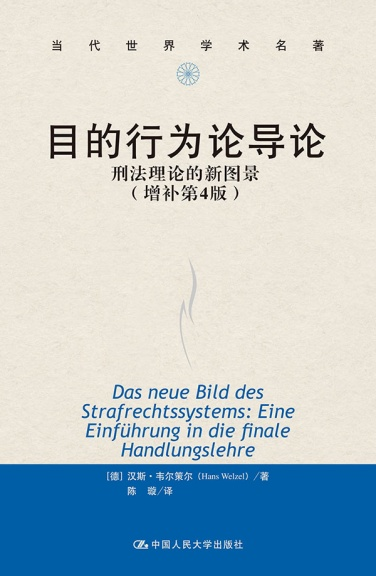 当代世界学术名著
目的行为论导论
刑法理论的新图景
（增补第4版）
Das neue Bild des
Strafrechtssystems: Eine
Einführung in die finale
Handlungslehre
［德］汉斯·韦尔策尔（Hans Welzel）/著
陈 璇/译
中国人民大学出版社